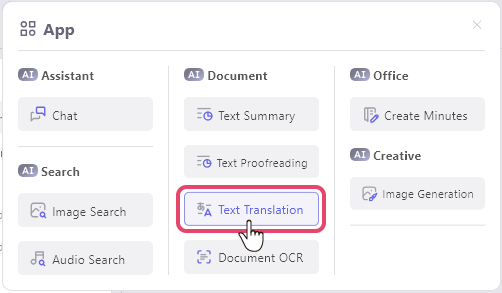 App
AI Assistant
Chat
AI Search
Image Search
Audio Search
AI Document
Text Summary
Text Proofreading
Text Translation
Document OCR
AI Office
Create Minutes
AI Creative
Image Generation